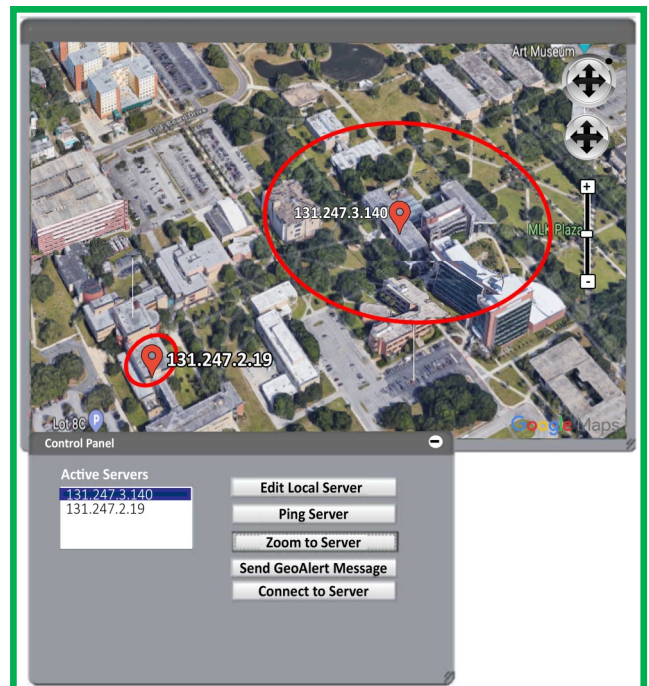 Art Museum
131.247.3.140
MLK Plaza
+
-
131.247.2.19
Lot 8C P
Google Maps
Control Panel
Active Servers
131.247.3.140
131.247.2.19
Edit Local Server
Ping Server
Zoom to Server
Send GeoAlert Message
Connect to Server